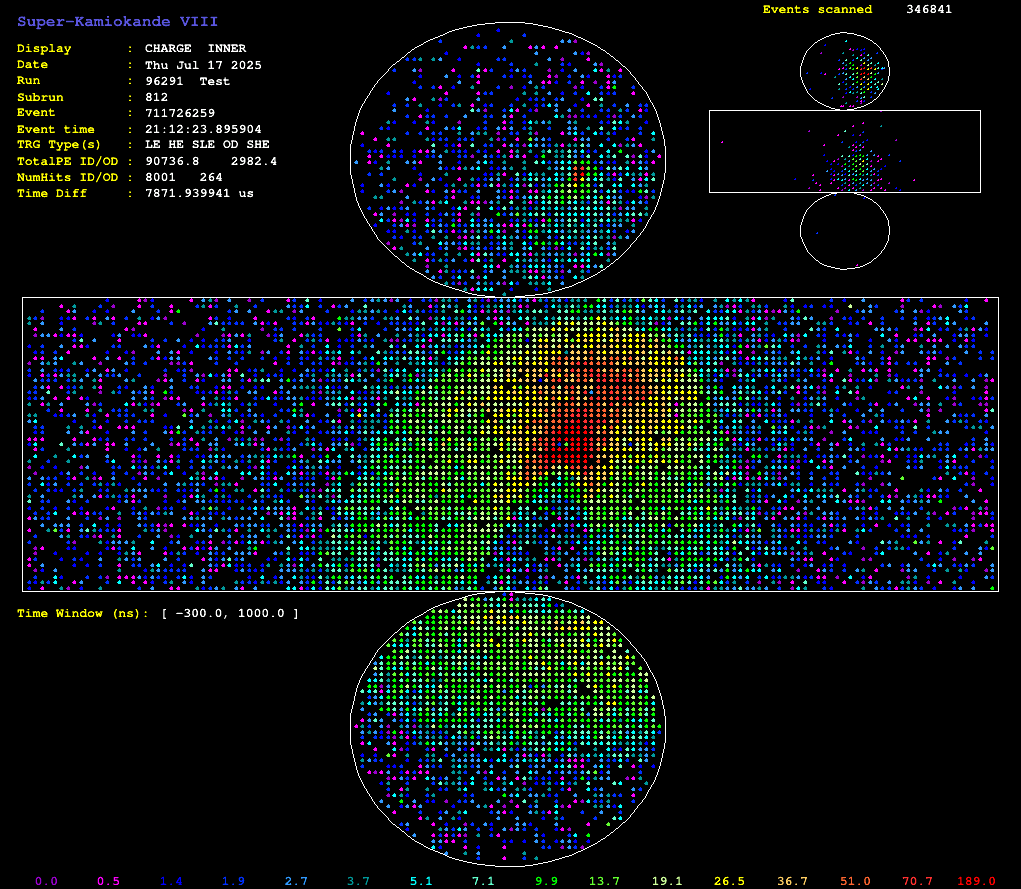 Super-Kamiokande VIII
Events scanned 346841
Display : CHARGE INNER
Date : Thu Jul 17 2025
Run : 96291 Test
Subrun : 812
Event : 711726259
Event time : 21:12:23.895904
TRG Type(s) : LE HE SLE OD SHE
TotalPE ID/OD : 90736.8 2982.4
NumHits ID/OD : 8001 264
Time Diff : 7871.939941 us
Time Window (ns): [ -300.0, 1000.0 ]
0.0 0.5 1.4 1.9 2.7 3.7 5.1 7.1 9.9 13.7 19.1 26.5 36.7 51.0 70.7 189.0